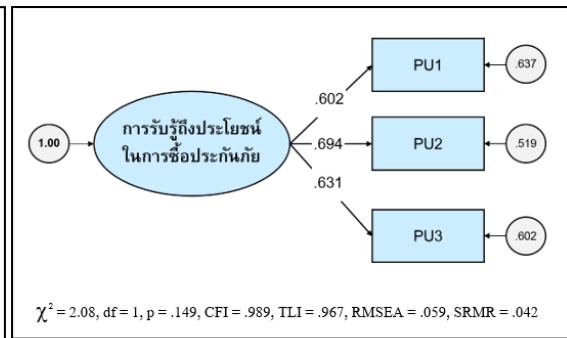 PU1
.637
.602
1.00
การรับรู้ถึงประโยชน์
ในการซื้อประกันภัย
.694
PU2
.519
.631
PU3
.602
χ² = 2.08, df = 1, p = .149, CFI = .989, TLI = .967, RMSEA = .059, SRMR = .042